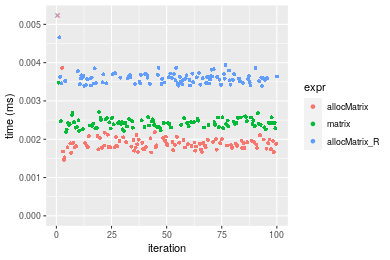 0.005
0.004
0.003
0.002
0.001
0.000
time (ms)
0
25
50
75
100
iteration
expr
allocMatrix
matrix
allocMatrix_R